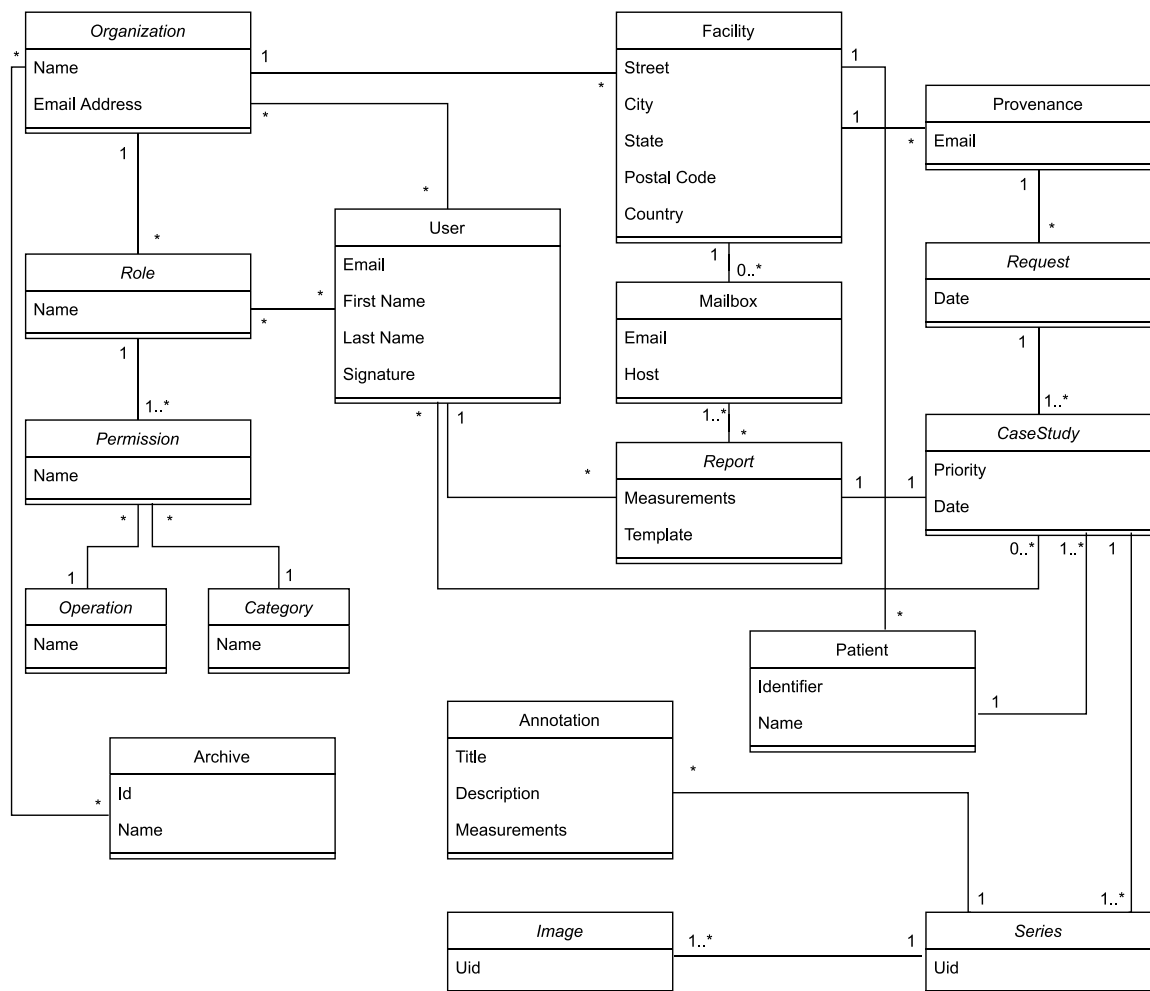 Organization
Name
Email Address
*
1
*
*
1
*
*
Facility
Street
City
State
Postal Code
Country
1
1
*
1
0..*
Provenance
Email
1
*
User
Email
First Name
Last Name
Signature
*
*
*
1
Role
Name
1
1..*
Request
Date
1
1..*
Mailbox
Email
Host
1..*
*
Permission
Name
*
*
1
1
Report
Measurements
Template
*
1
1
CaseStudy
Priority
Date
0..*
1..*
1
Operation
Name
Category
Name
*
Patient
Identifier
Name
1
Archive
Id
Name
*
Annotation
Title
Description
Measurements
*
1
1..*
Image
Uid
1..*
1
Series
Uid